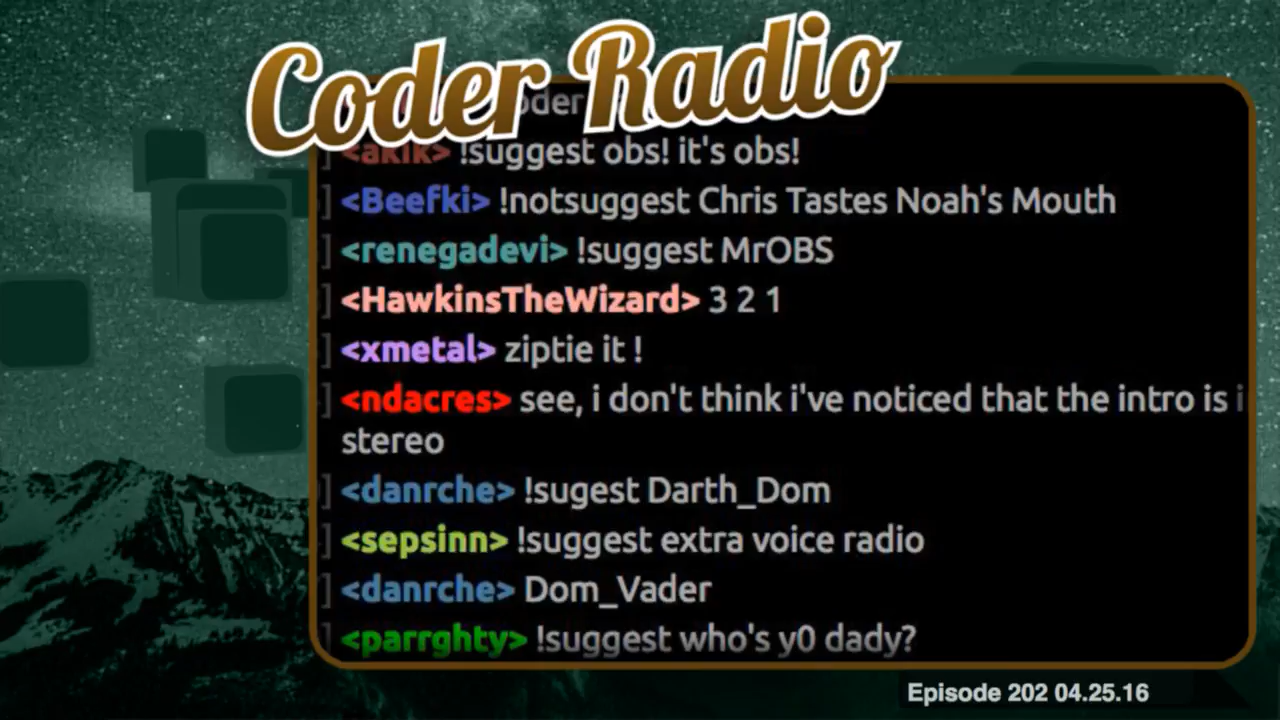 Coder Radio
oder
] <akik> !suggest obs! it's obs!
] <Beefki> !notsuggest Chris Tastes Noah's Mouth
] <renegadevi> !suggest MrOBS
] <HawkinsTheWizard> 3 2 1
] <xmetal> ziptie it !
] <ndacres> see, i don't think i've noticed that the intro is i
stereo
] <danrche> !sugest Darth_Dom
] <sepsinn> !suggest extra voice radio
] <danrche> Dom_Vader
] <parrghty> !suggest who's y0 dady?
Episode 202 04.25.16